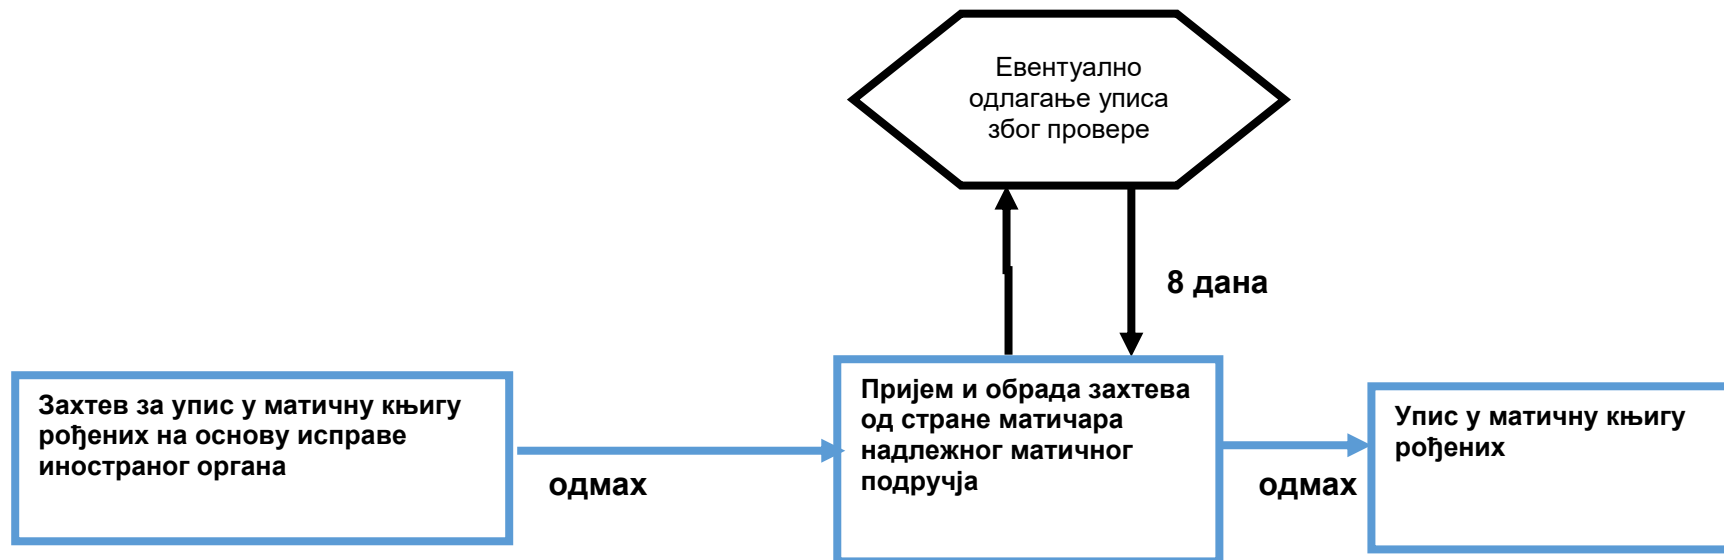 Евентуално
одлагање уписа
због провере
8 дана
Захтев за упис у матичну књигу
рођених на основу исправе
иностраног органа
одмах
Пријем и обрада захтева
од стране матичара
надлежног матичног
подручја
одмах
Упис у матичну књигу
рођених